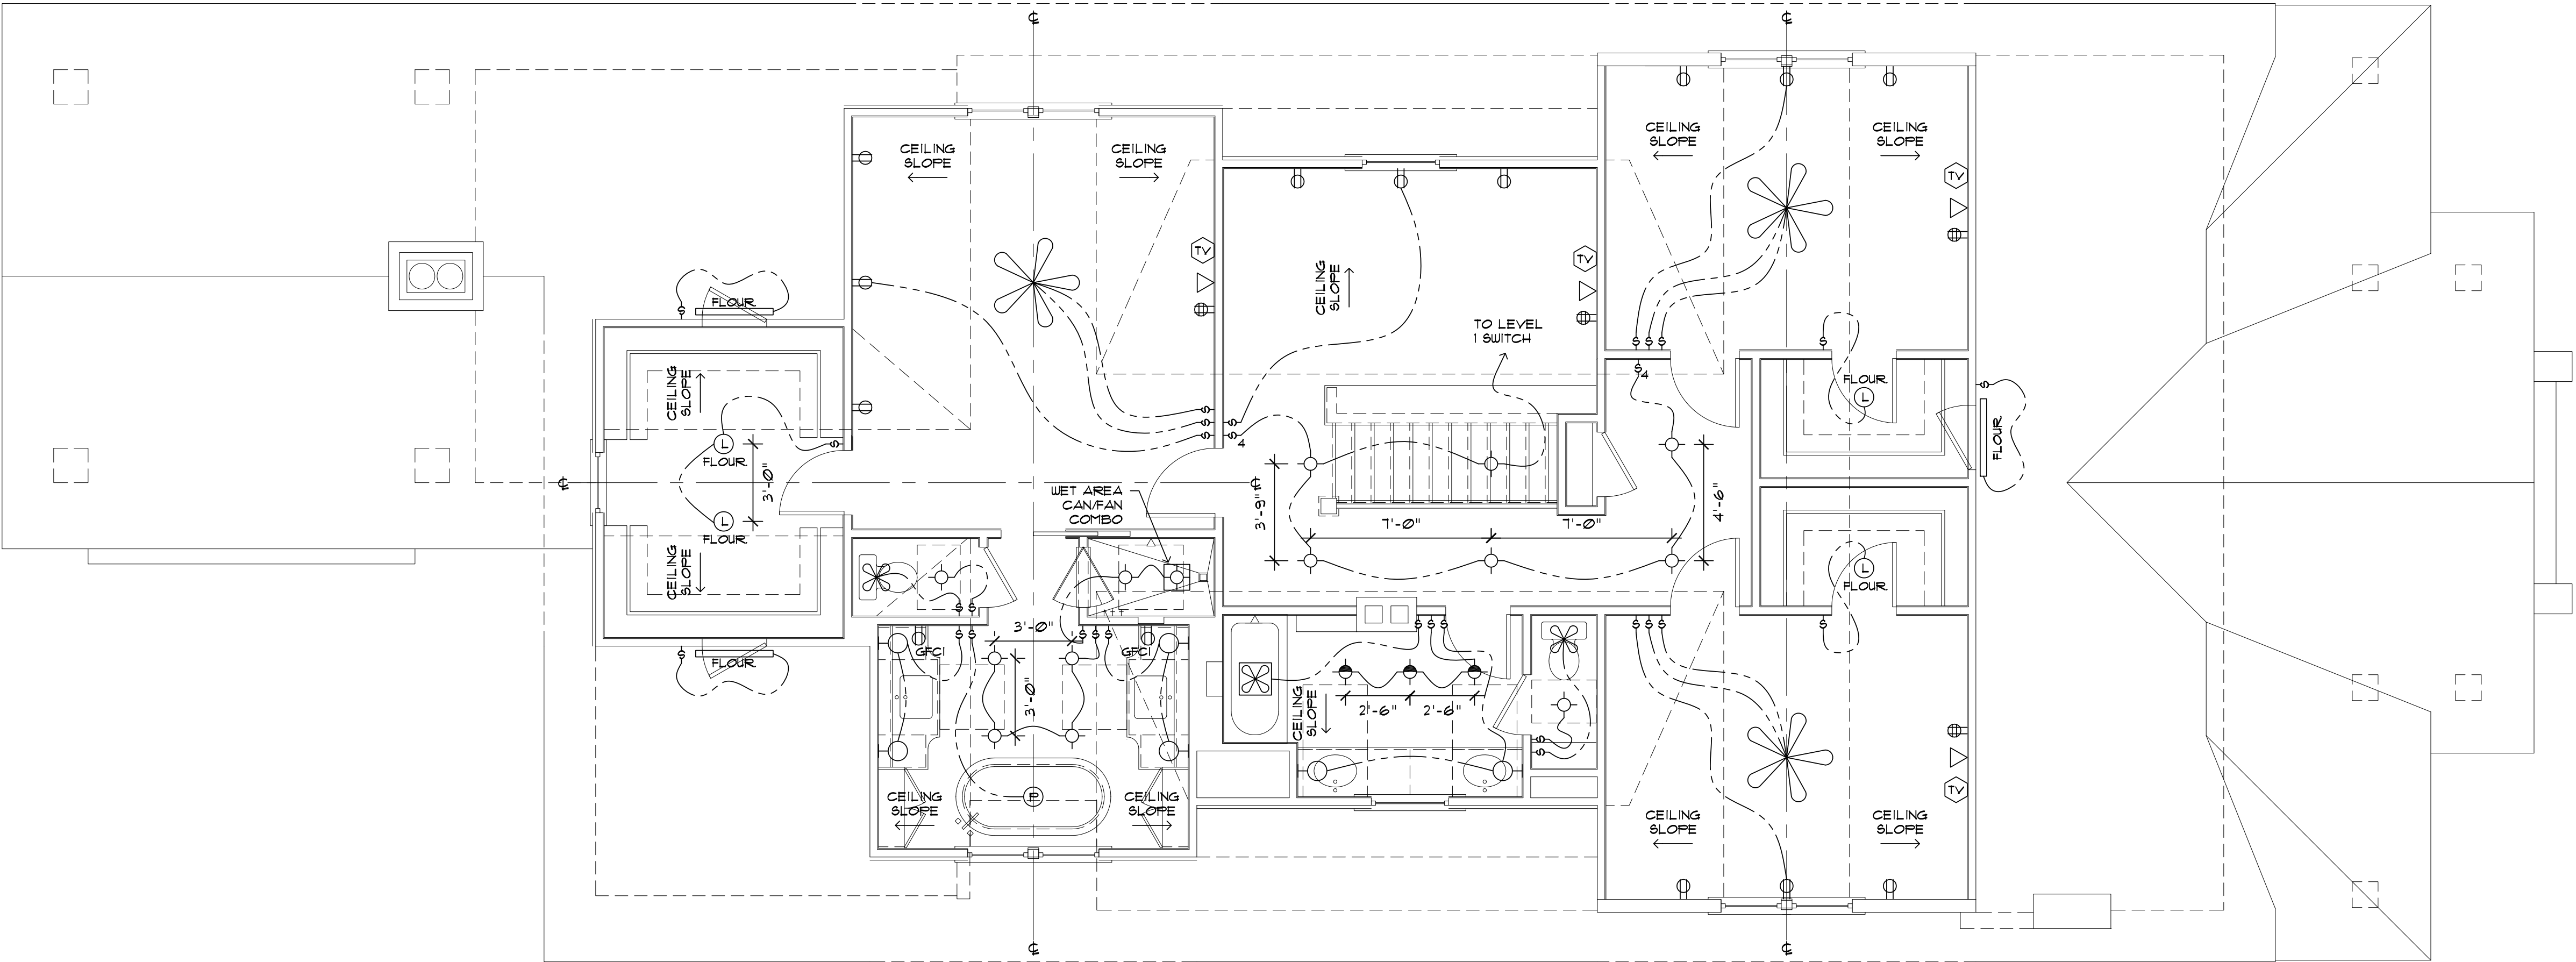 ℄
℄
CEILING
SLOPE
CEILING
SLOPE
CEILING
SLOPE
CEILING
SLOPE
TV
TV
TV
CEILING
SLOPE
TO LEVEL
1 SWITCH
FLOUR.
S
S
S
S
S
S
S
4
FLOUR.
L
S
FLOUR.
CEILING
SLOPE
L
FLOUR.
3'-0"
L
FLOUR.
S
S
S
S
S
S
4
℄
℄
WET AREA
CAN/FAN
COMBO
3'-9"
7'-0"
7'-0"
4'-6"
CEILING
SLOPE
L
FLOUR.
S
S
S
S
S
S
S
S
S
S
S
S
S
S
FLOUR.
GFCI
3'-0"
GFCI
3'-0"
CEILING
SLOPE
2'-6"
2'-6"
S
S
CEILING
SLOPE
P
CEILING
SLOPE
TV
CEILING
SLOPE
CEILING
SLOPE
℄
℄